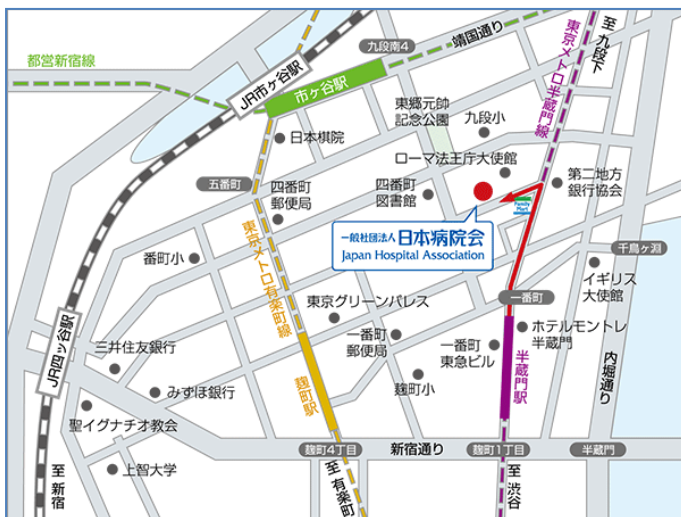 至 九段下
靖国通り
九段南4
都営新宿線
JR市ヶ谷駅
市ヶ谷駅
東京メトロ半蔵門線
東郷元帥
記念公園
九段小
日本棋院
ローマ法王庁大使館
第二地方
銀行協会
五番町
四番町
郵便局
四番町
図書館
Family
Mart
一般社団法人 日本病院会
Japan Hospital Association
千鳥ヶ淵
番町小
東京メトロ有楽町線
イギリス
大使館
東京グリーンパレス
一番町
JR四ッ谷駅
三井住友銀行
一番町
郵便局
一番町
東急ビル
ホテルモントレ
半蔵門
内堀通り
みずほ銀行
麹町駅
麹町小
半蔵門駅
聖イグナチオ教会
麹町4丁目
新宿通り
麹町1丁目
半蔵門
上智大学
至 新宿
至 有楽町
至 渋谷